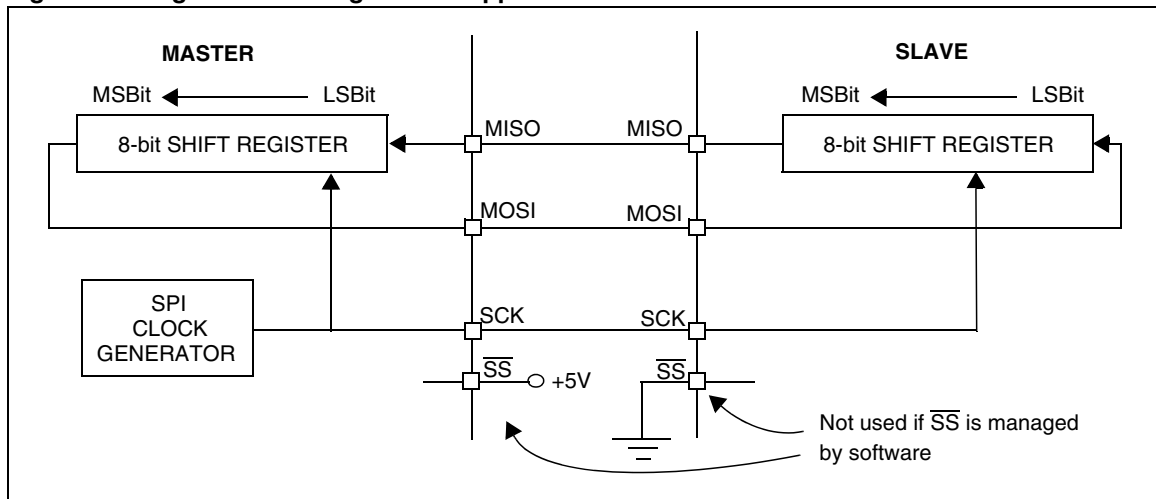 MASTER
SLAVE
MSBit LSBit
MSBit LSBit
8-bit SHIFT REGISTER
MISO
MISO
8-bit SHIFT REGISTER
MOSI
MOSI
SPI
CLOCK
GENERATOR
SCK
SCK
SS
+5V
SS
Not used if SS is managed
by software